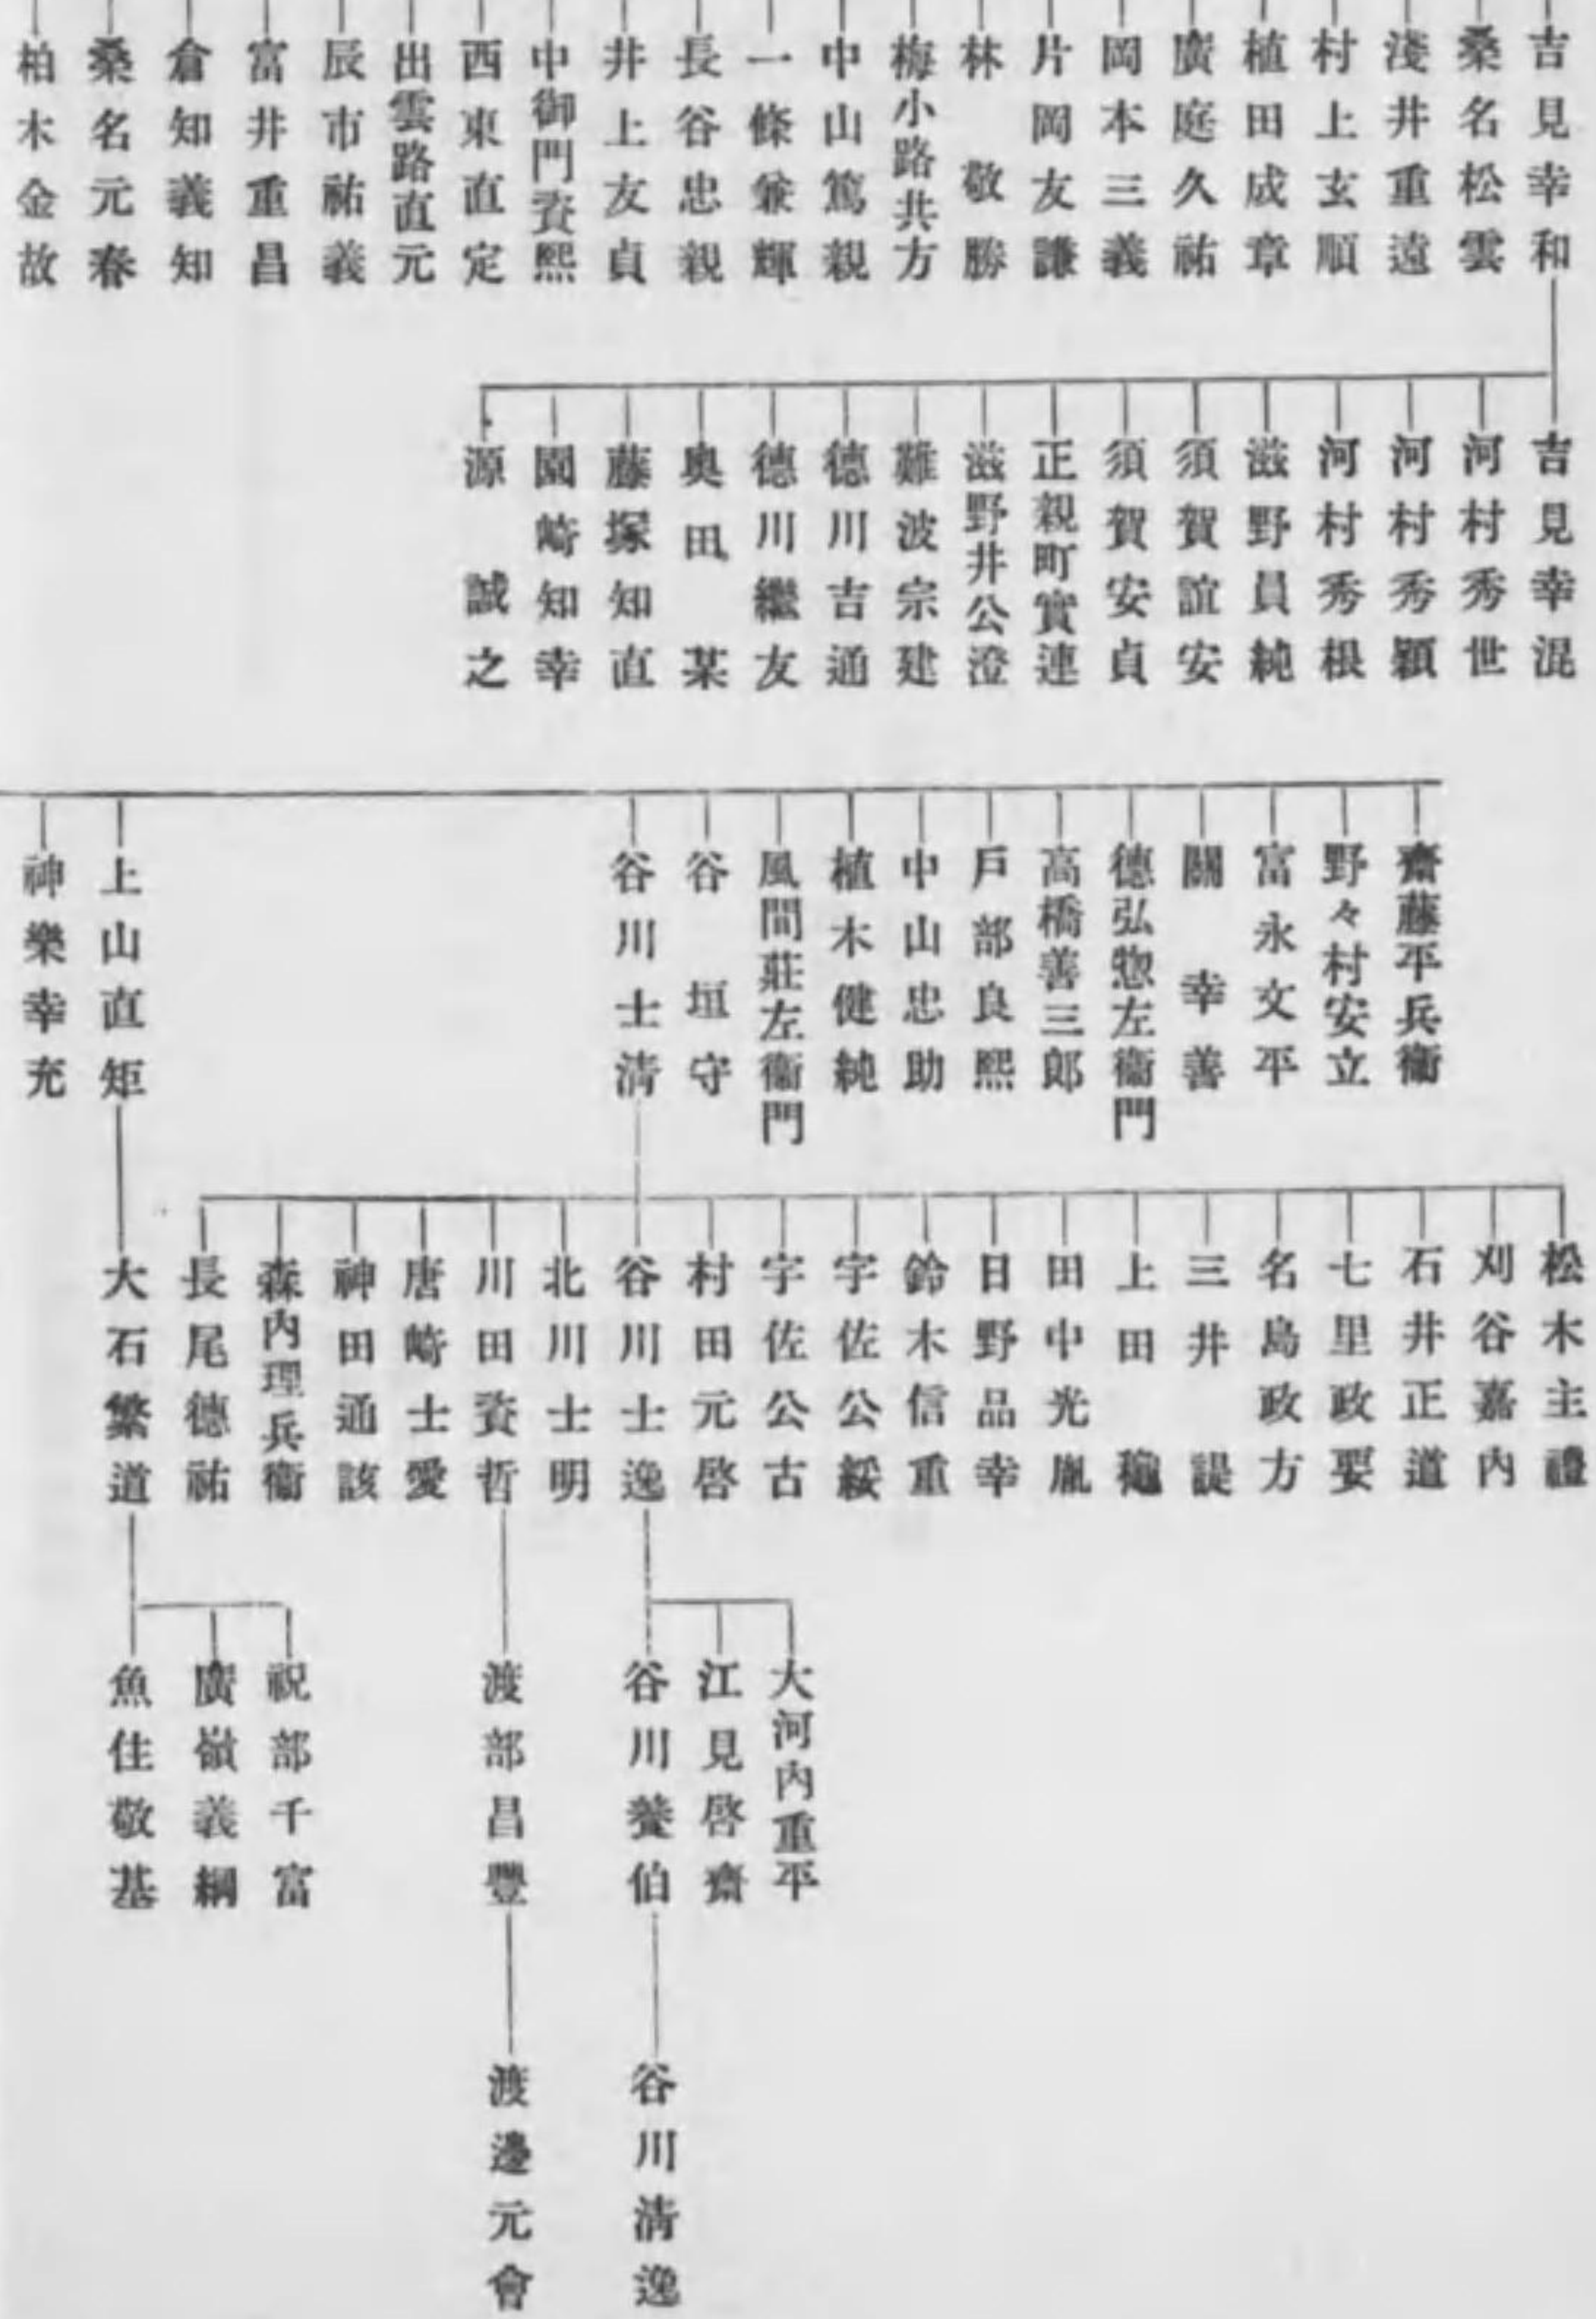 吉見幸和
桑名松雲
淺井重遠
村上玄順
植田成章
廣庭久祐
岡本三義
片岡友謙
林敬勝
梅小路共方
中山篤親
一條兼輝
長谷忠親
井上友貞
中御門資熙
西東直定
出雲路直元
辰市祐義
富井重昌
倉知義知
桑名元春
柏木金故
吉見幸混
河村秀世
河村秀穎
河村秀根
滋野員純
須賀誼安
須賀安貞
正親町實連
滋野井公澄
難波宗建
德川吉通
德川繼友
奧田某
藤塚知直
園崎知幸
源誠之
齋藤平兵衞
野々村安立
富永文平
關幸善
德弘惣左衞門
高橋善三郎
戶部良熙
中山忠助
植木健純
風間莊左衞門
谷垣守
谷川士清
上山直矩
神樂幸充
松木主禮
刈谷嘉內
石井正道
七里政要
名島政方
三井諟
上田
田中光胤
日野品幸
鈴木信重
宇佐公綏
宇佐公古
村田元啓
谷川士逸
北川士明
川田資哲
唐崎士愛
神田通該
森內理兵衞
長尾德祐
大石繁道
大河內重平
江見啓齋
谷川養伯
渡部昌豐
祝部千富
廣嶺義綱
魚住敬基
谷川淸逸
渡邊元會